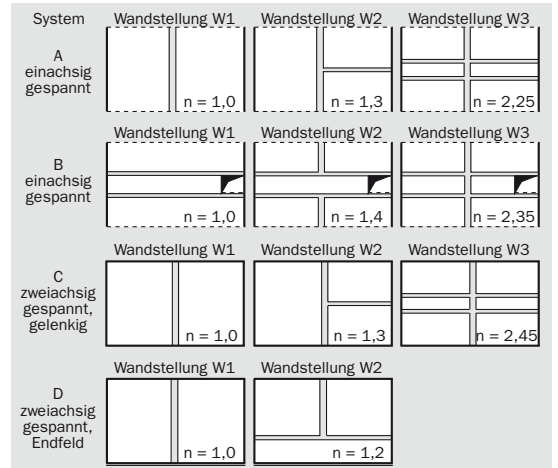 System Wandstellung W1 Wandstellung W2 Wandstellung W3
A
einachsig
gespannt
n = 1,0 n = 1,3 n = 2,25
Wandstellung W1 Wandstellung W2 Wandstellung W3
B
einachsig
gespannt
n = 1,0 n = 1,4 n = 2,35
Wandstellung W1 Wandstellung W2 Wandstellung W3
C
zweiachsig
gespannt,
gelenkig
n = 1,0 n = 1,3 n = 2,45
Wandstellung W1 Wandstellung W2
D
zweiachsig
gespannt,
Endfeld
n = 1,0 n = 1,2